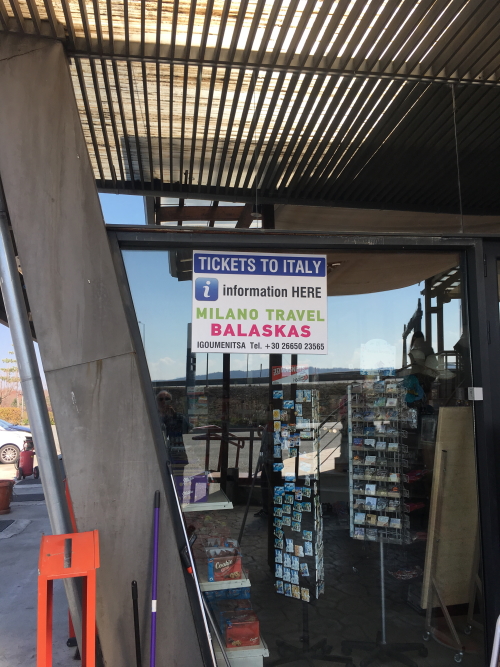 TICKETS TO ITALY
i information HERE
MILANO TRAVEL
BALASKAS
IGOUMENITSA Tel. +30 26650 23565